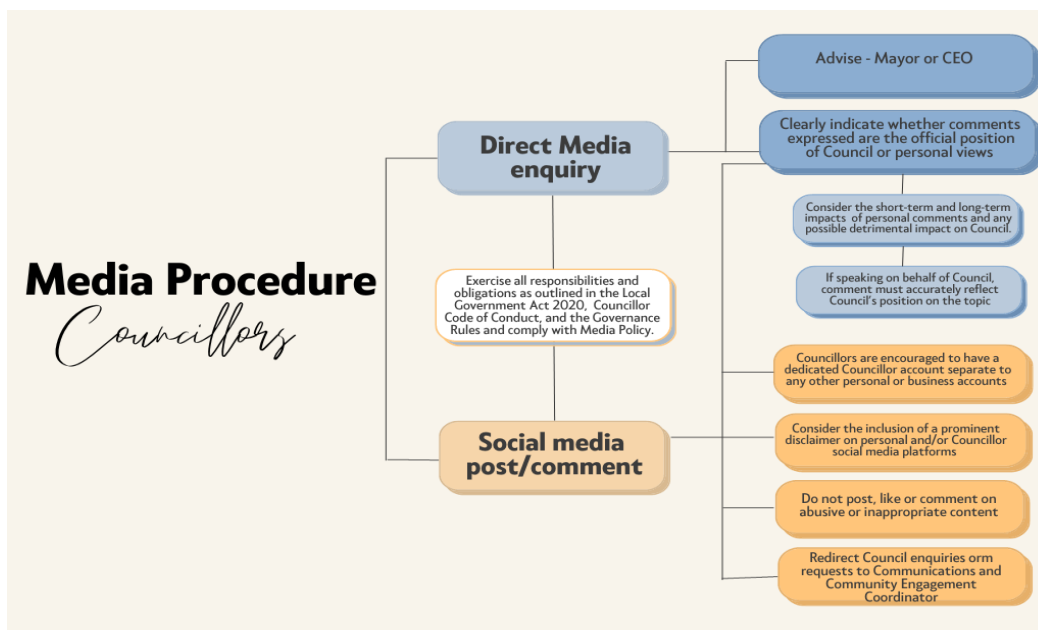 Media Procedure
Councillors
Direct Media
enquiry
Exercise all responsibilities and
obligations as outlined in the Local
Government Act 2020, Councillor
Code of Conduct, and the Governance
Rules and comply with Media Policy.
Social media
post/comment
Advise - Mayor or CEO
Clearly indicate whether comments
expressed are the official position
of Council or personal views
Consider the short-term and long-term
impacts of personal comments and any
possible detrimental impact on Council.
If speaking on behalf of Council,
comment must accurately reflect
Council's position on the topic
Councillors are encouraged to have a
dedicated Councillor account separate to
any other personal or business accounts
Consider the inclusion of a prominent
disclaimer on personal and/or Councillor
social media platforms
Do not post, like or comment on
abusive or inappropriate content
Redirect Council enquiries orm
requests to Communications and
Community Engagement
Coordinator